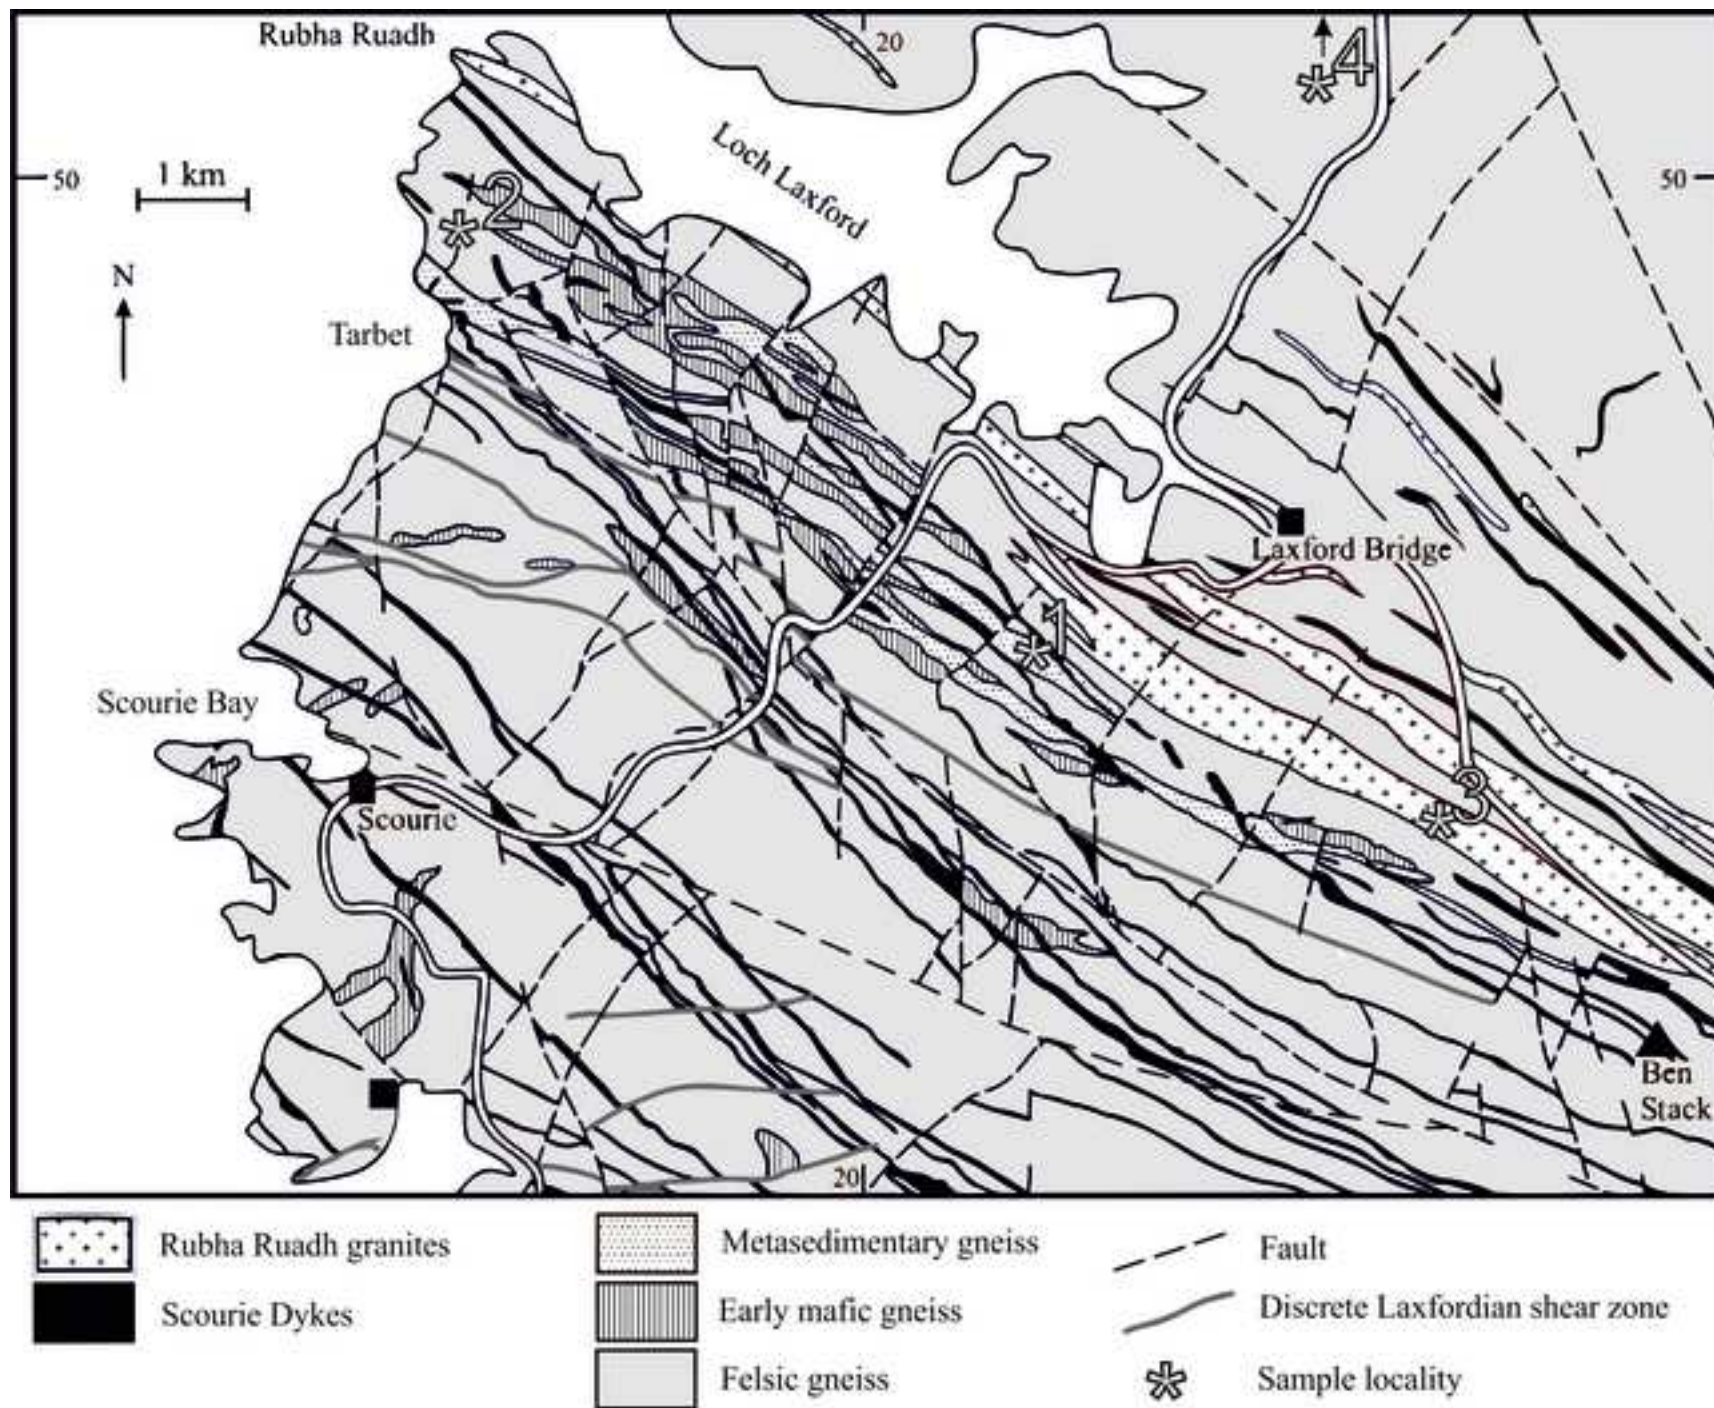 Rubha Ruadh
20
4
50
1 km
Loch Laxford
50
2
N
Tarbet
Laxford Bridge
1
Scourie Bay
3
Scourie
Ben
Stack
20
Rubha Ruadh granites
Metasedimentary gneiss
Fault
Scourie Dykes
Early mafic gneiss
Discrete Laxfordian shear zone
Felsic gneiss
Sample locality